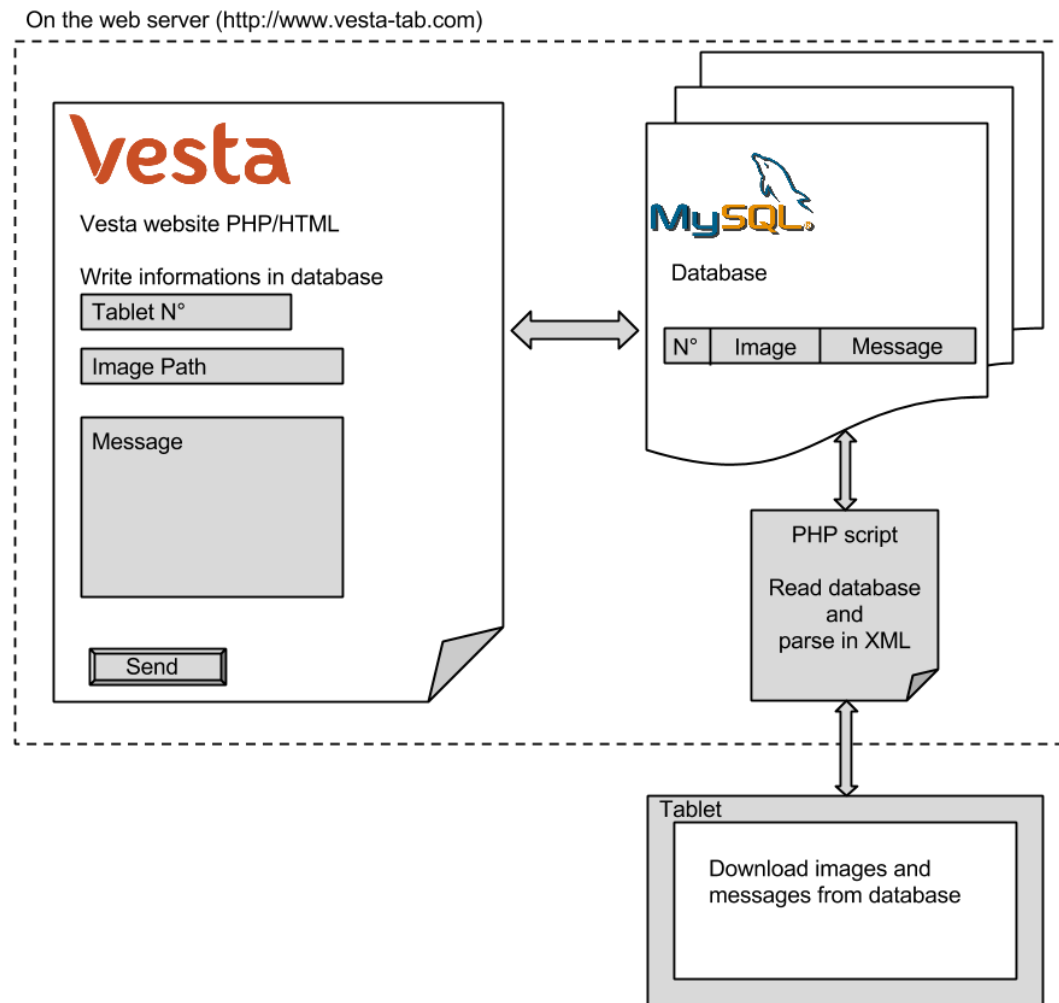 On the web server (http://www.vesta-tab.com)
Vesta
Vesta website PHP/HTML
Write informations in database
Tablet N°
Image Path
Message
Send
MySQL.
Database
N° Image Message
PHP script
Read database
and
parse in XML
Tablet
Download images and
messages from database